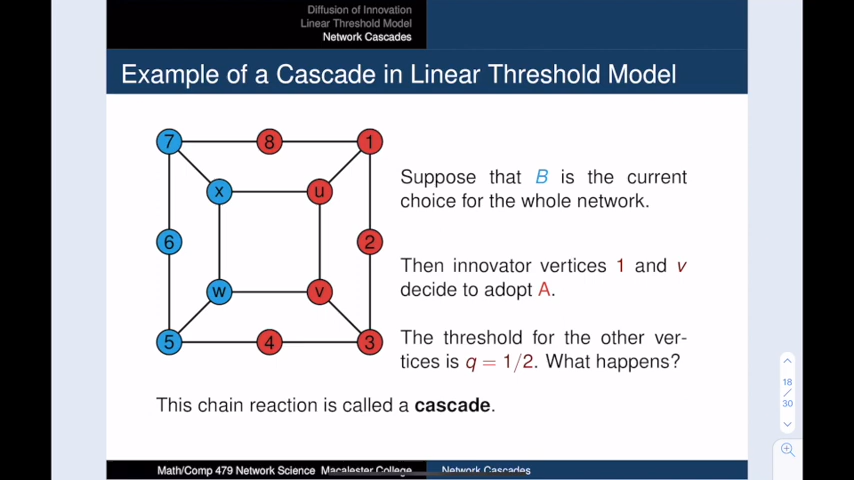 Diffusion of Innovation
Linear Threshold Model
Network Cascades
Example of a Cascade in Linear Threshold Model
7 8 1
x u
6 2
w v
5 4 3
Suppose that B is the current
choice for the whole network.
Then innovator vertices 1 and v
decide to adopt A.
The threshold for the other ver-
tices is q = 1/2. What happens?
This chain reaction is called a cascade.
18
/
30
Math/Comp 479 Network Science Macalester College Network Cascades